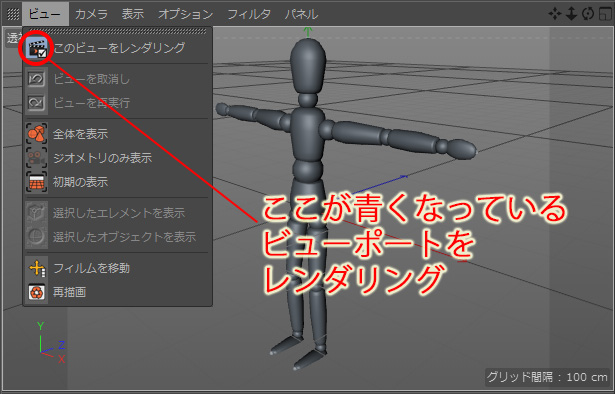 ビュー カメラ 表示 オプション フィルタ パネル
透視
このビューをレンダリング
ビューを取消し
ビューを再実行
全体を表示
ジオメトリのみ表示
初期の表示
選択したエレメントを表示
選択したオブジェクトを表示
フィルムを移動
再描画
ここが青くなっている
ビューポートを
レンダリング
Y
Z
X
グリッド間隔 : 100 cm